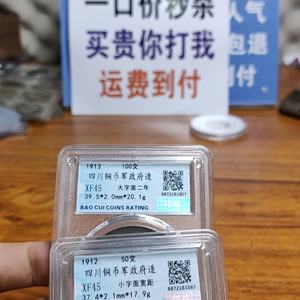 一口价秒杀
买贵你打我
运费到付
人气
包退
1913 100文
四川铜币军政府造
XF45 大字面二年
39.5*2.0mm*20.1g
BAO CUI COINS RATING
1912 50文
四川铜币军政府造
XF45 小字面宽距
37.4*2.1mm*17.9g